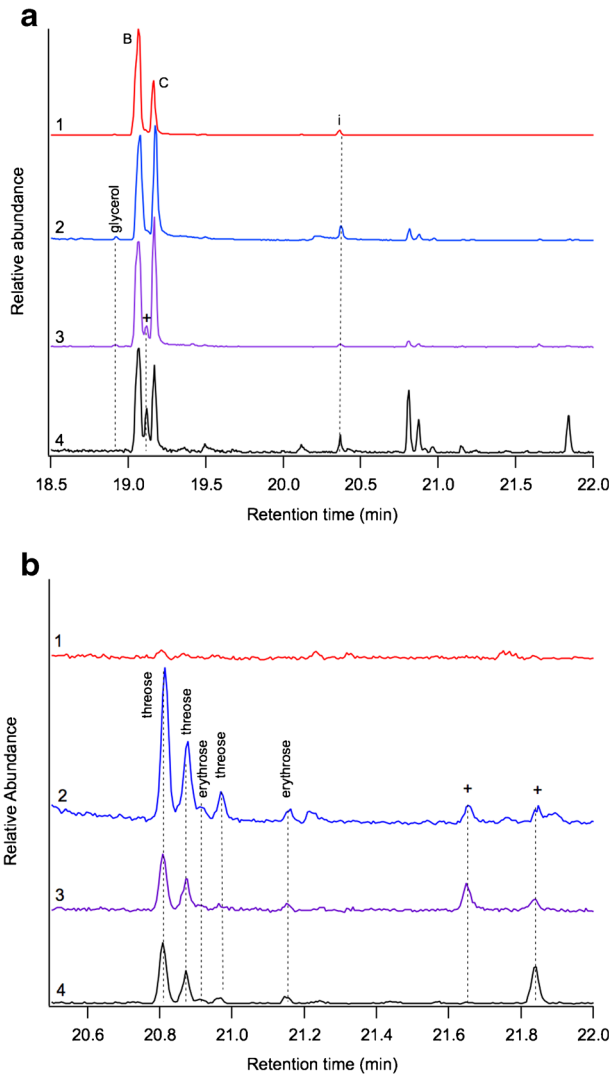 a
B
C
i
1
glycerol
2
+
3
4
Relative abundance
18.5 19.0 19.5 20.0 20.5 21.0 21.5 22.0
Retention time (min)
b
1
threose
threose
erythrose
threose
erythrose
+
+
2
3
4
Relative Abundance
20.6 20.8 21.0 21.2 21.4 21.6 21.8 22.0
Retention time (min)